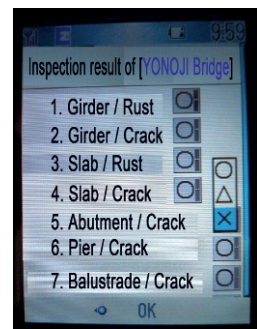 9:59
Inspection result of [YONOJI Bridge]
1. Girder / Rust ○
2. Girder / Crack ○
3. Slab / Rust ○
4. Slab / Crack ○
○
△
5. Abutment / Crack ×
6. Pier / Crack ○
7. Balustrade / Crack ○
OK